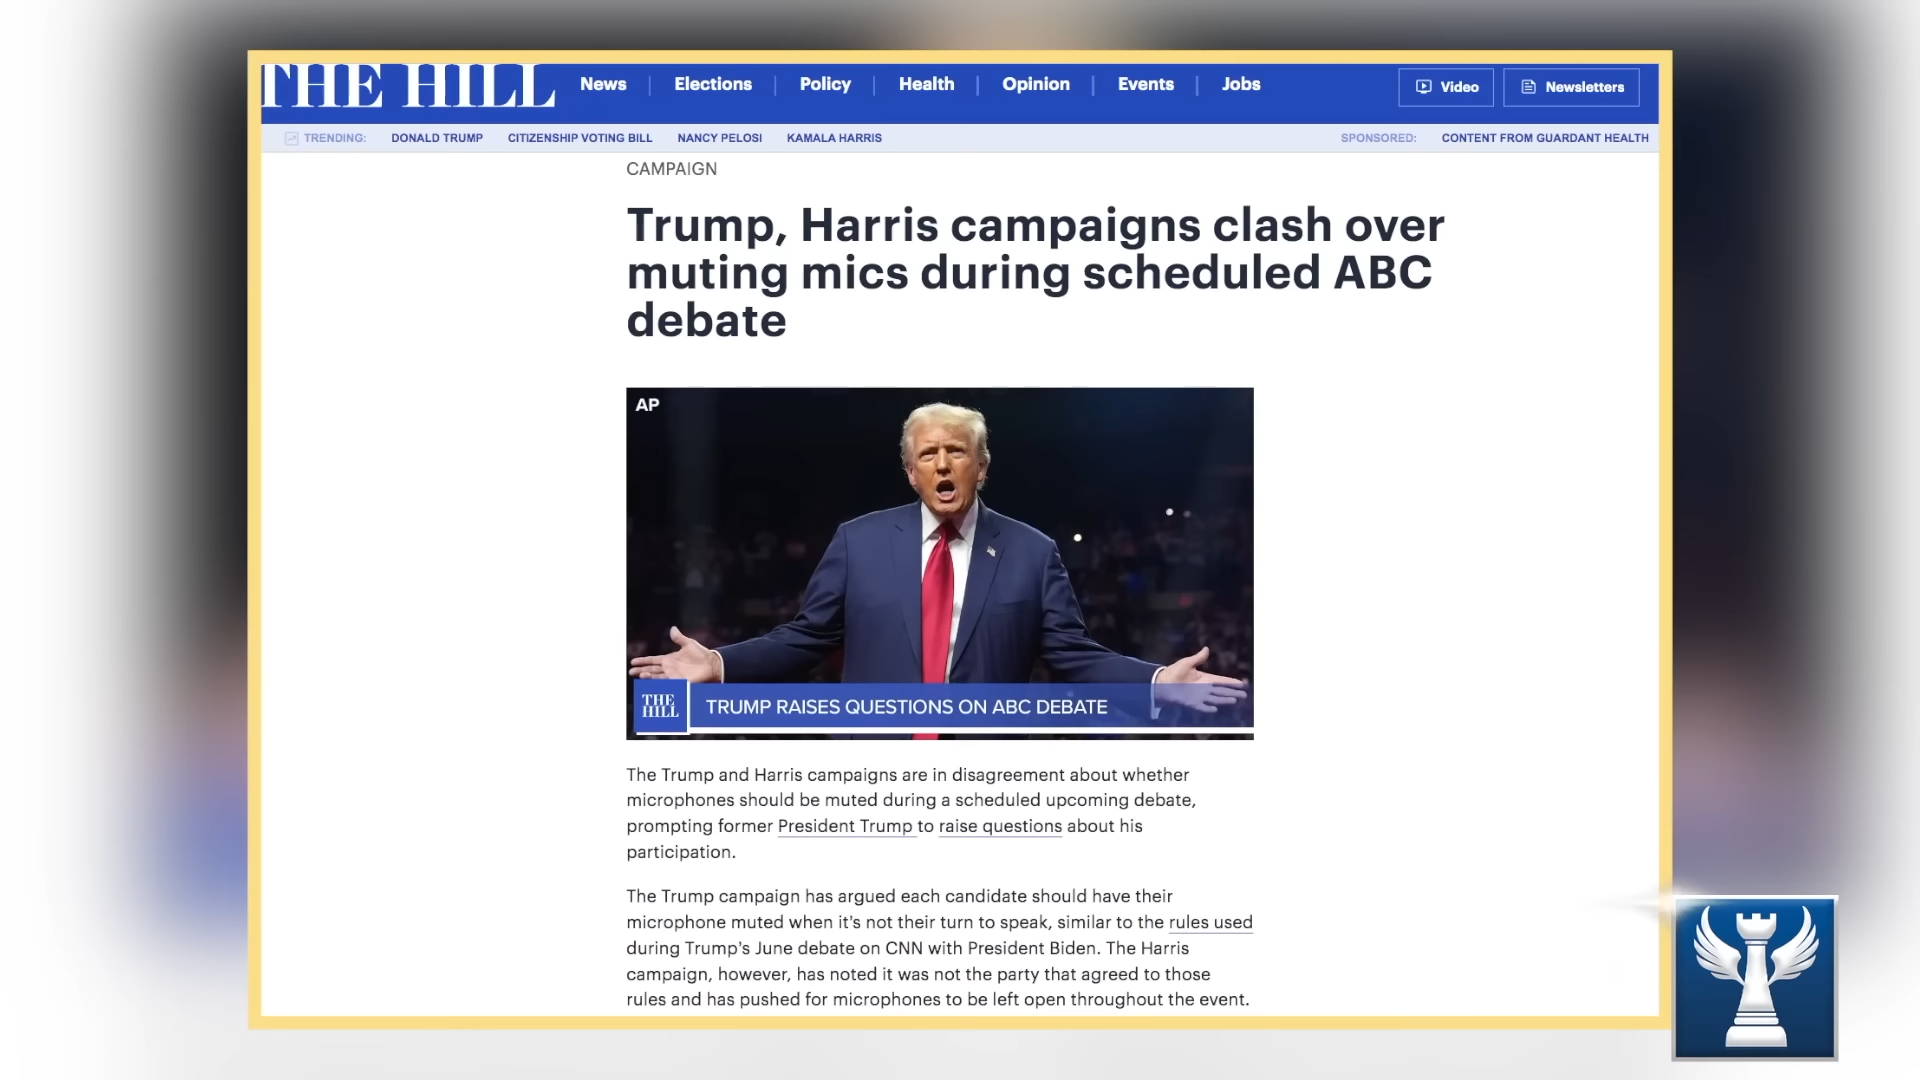 THE HILL
News
Elections
Policy
Health
Opinion
Events
Jobs
Video
Newsletters
TRENDING:
DONALD TRUMP
CITIZENSHIP VOTING BILL
NANCY PELOSI
KAMALA HARRIS
SPONSORED:
CONTENT FROM GUARDANT HEALTH
CAMPAIGN
Trump, Harris campaigns clash over
muting mics during scheduled ABC
debate
AP
THE
HILL
TRUMP RAISES QUESTIONS ON ABC DEBATE
The Trump and Harris campaigns are in disagreement about whether
microphones should be muted during a scheduled upcoming debate,
prompting former President Trump to raise questions about his
participation.
The Trump campaign has argued each candidate should have their
microphone muted when it’s not their turn to speak, similar to the rules used
during Trump’s June debate on CNN with President Biden. The Harris
campaign, however, has noted it was not the party that agreed to those
rules and has pushed for microphones to be left open throughout the event.